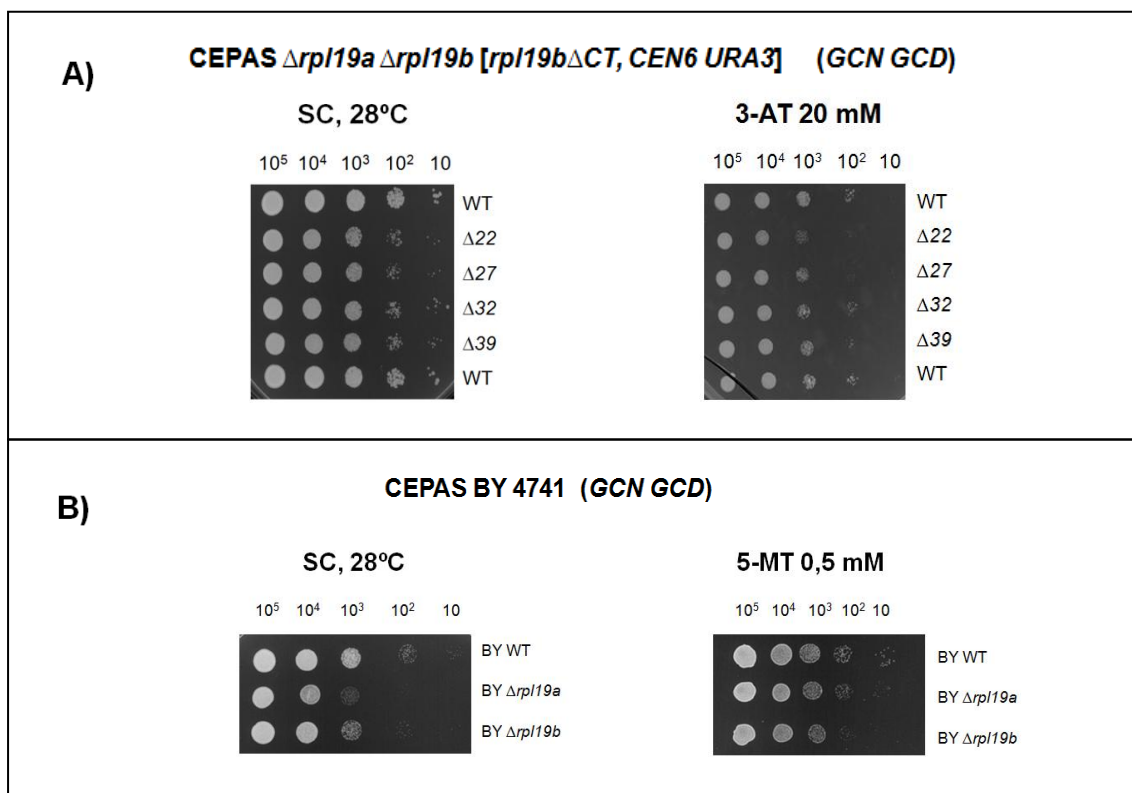 A)
CEPAS Δrpl19a Δrpl19b [rpl19bΔCT, CEN6 URA3] (GCN GCD)
SC, 28ºC
10⁵ 10⁴ 10³ 10² 10
WT
Δ22
Δ27
Δ32
Δ39
WT
3-AT 20 mM
10⁵ 10⁴ 10³ 10² 10
WT
Δ22
Δ27
Δ32
Δ39
WT
B)
CEPAS BY 4741 (GCN GCD)
SC, 28ºC
10⁵ 10⁴ 10³ 10² 10
BY WT
BY Δrpl19a
BY Δrpl19b
5-MT 0,5 mM
10⁵ 10⁴ 10³ 10² 10
BY WT
BY Δrpl19a
BY Δrpl19b